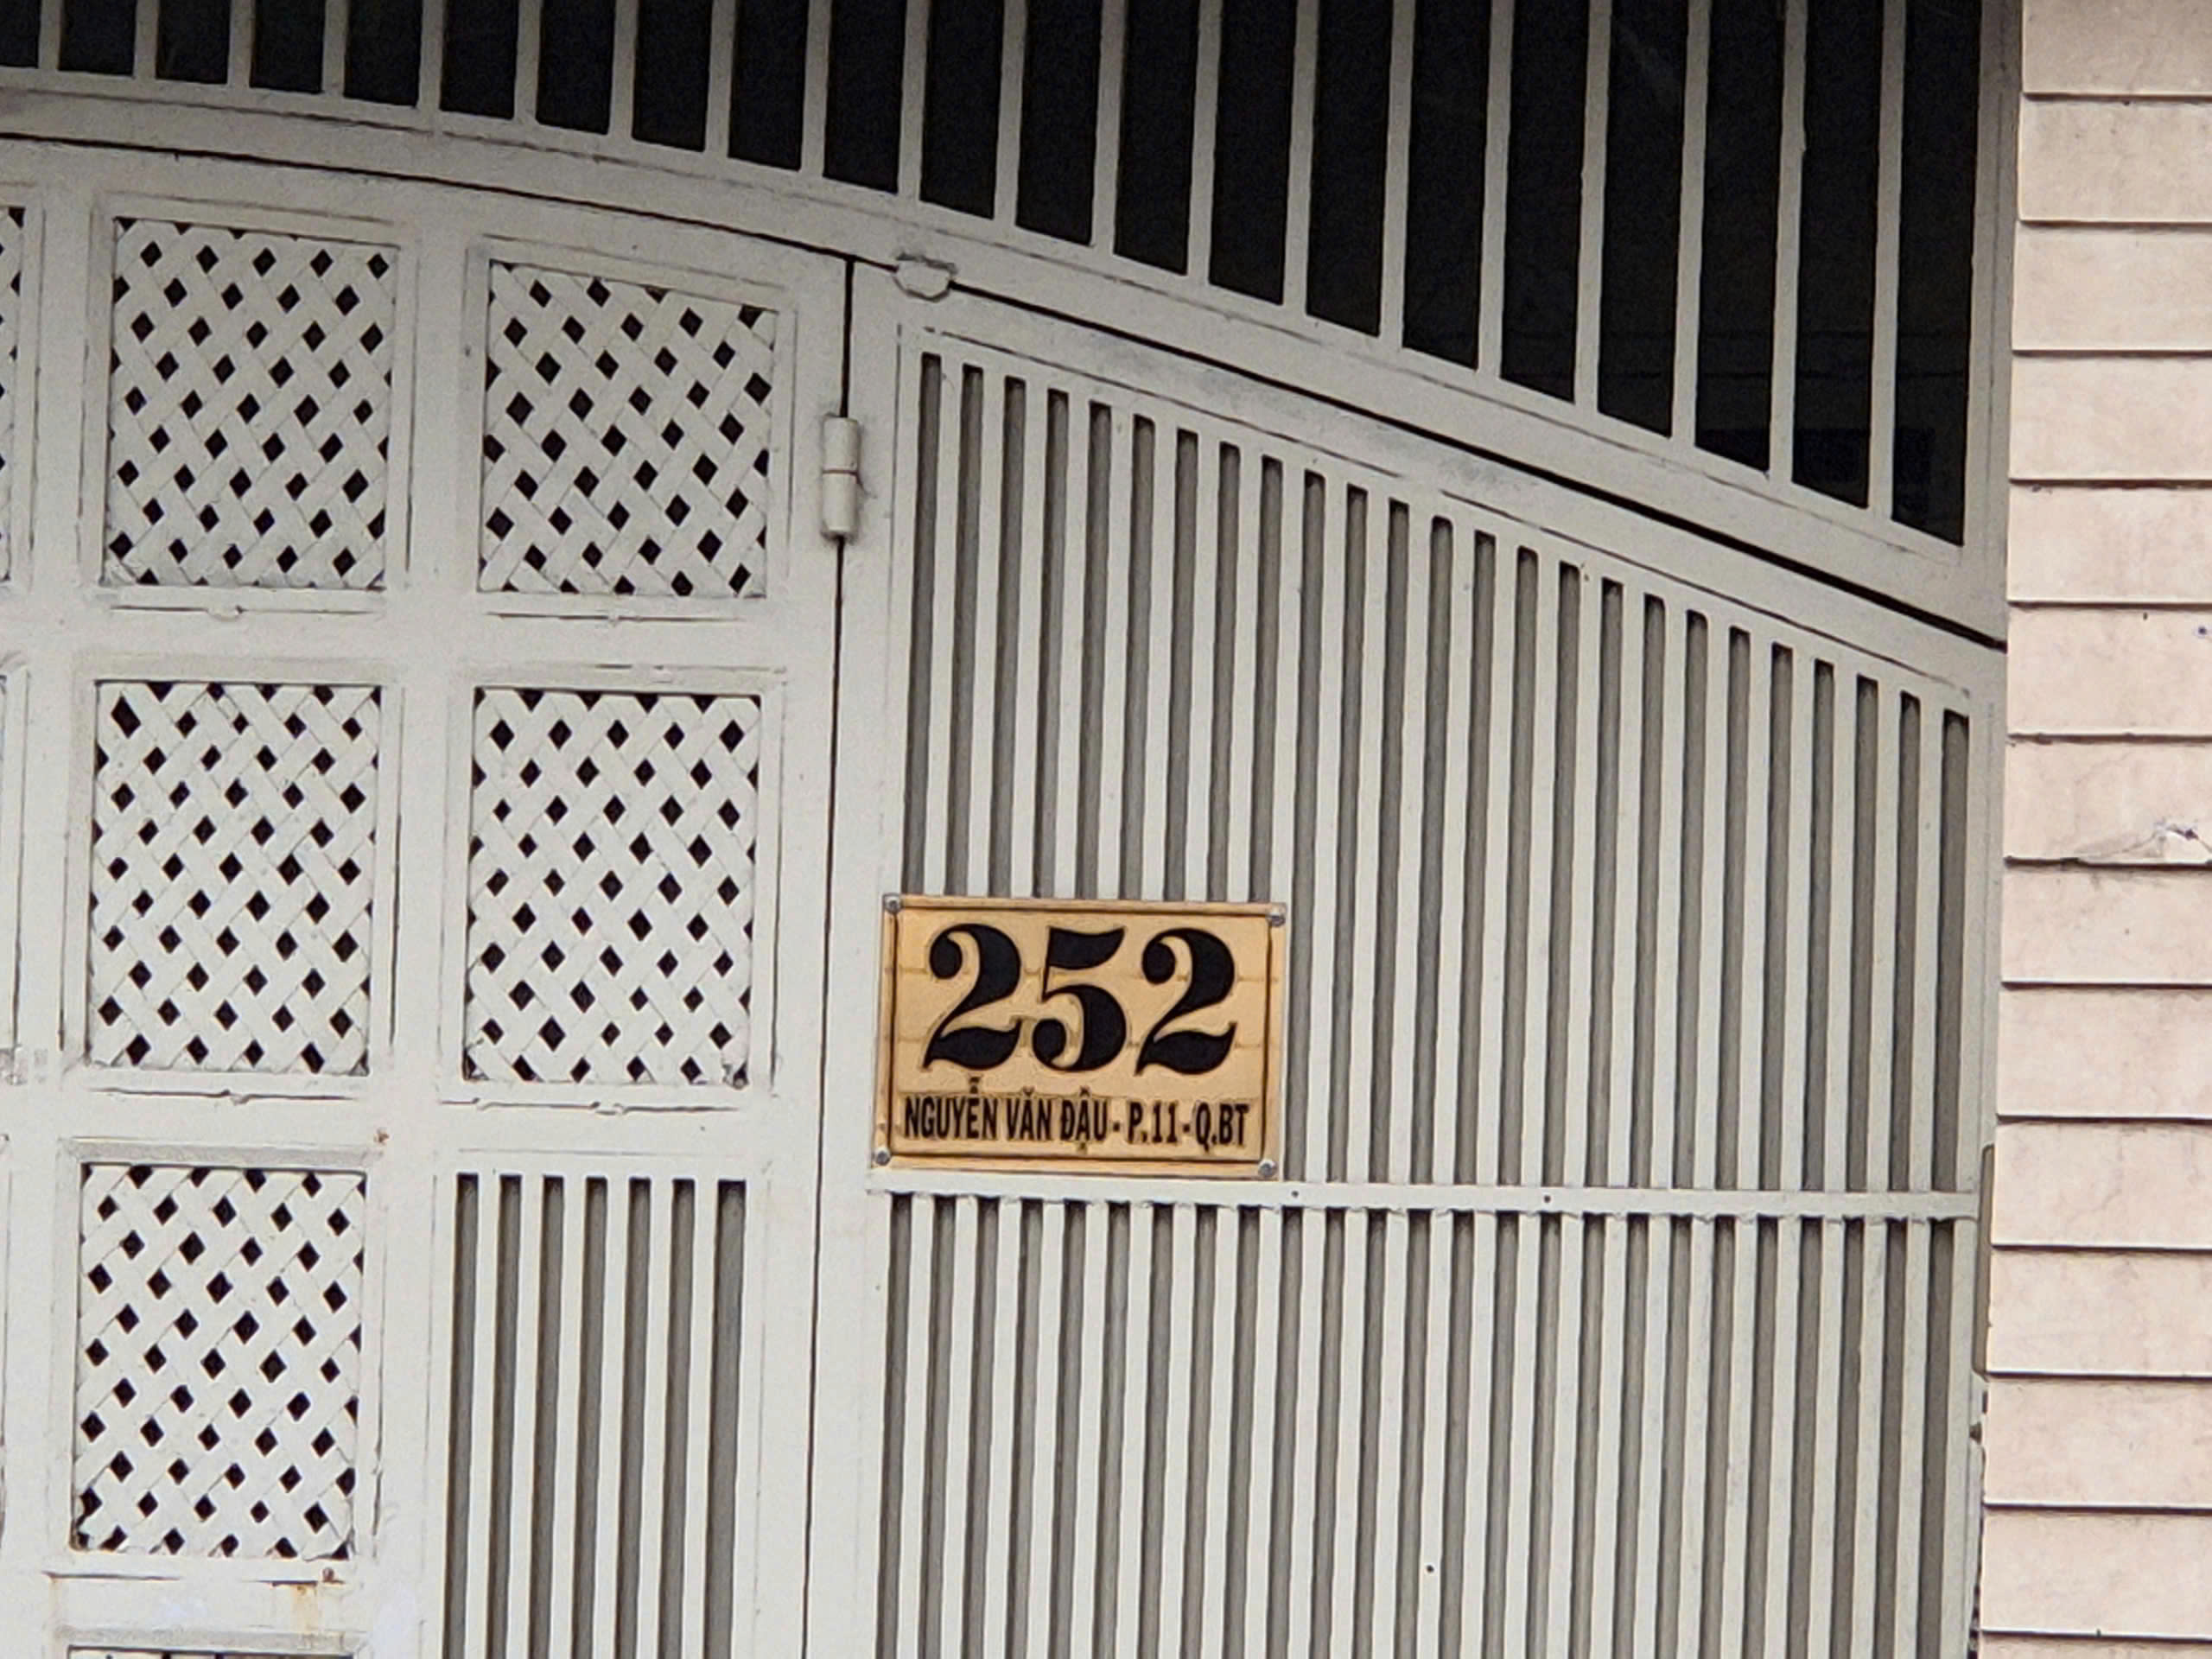 252
NGUYỄN VĂN ĐẬU - P.11 - Q.BT